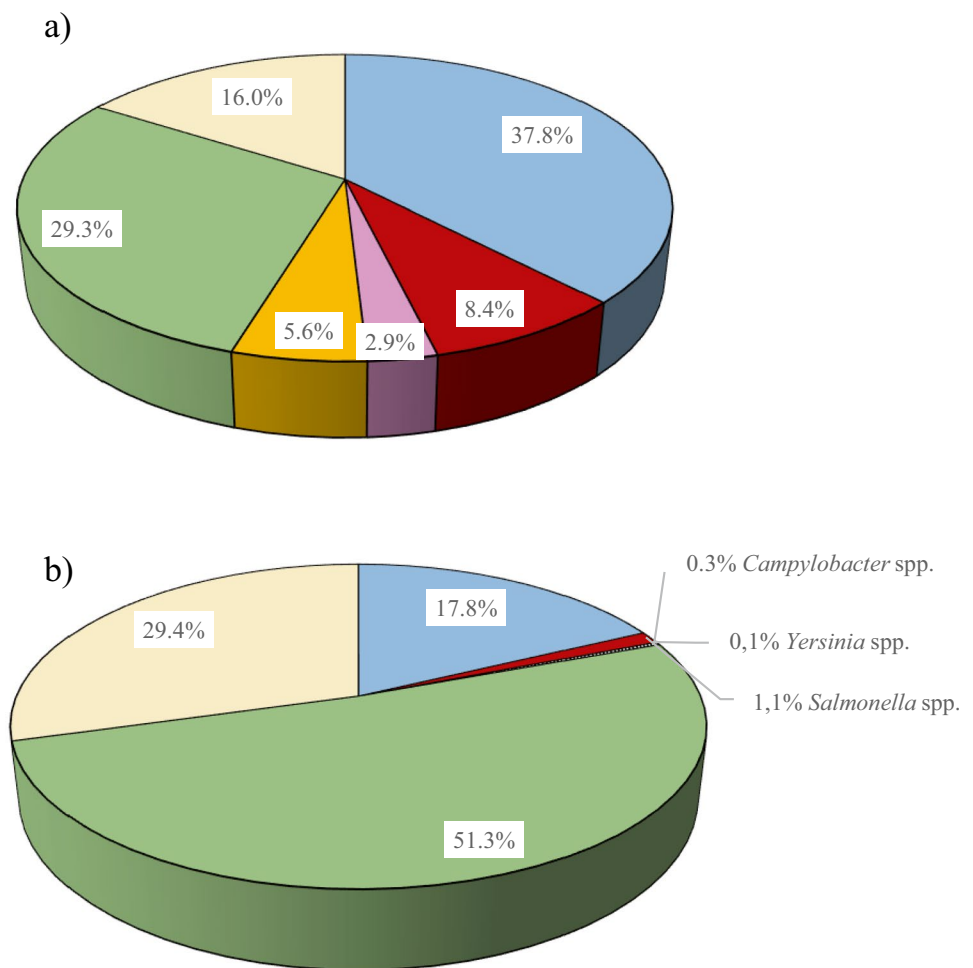 a)
16.0%
37.8%
29.3%
8.4%
5.6%
2.9%
b)
0.3% Campylobacter spp.
17.8%
29.4%
0,1% Yersinia spp.
1,1% Salmonella spp.
51.3%